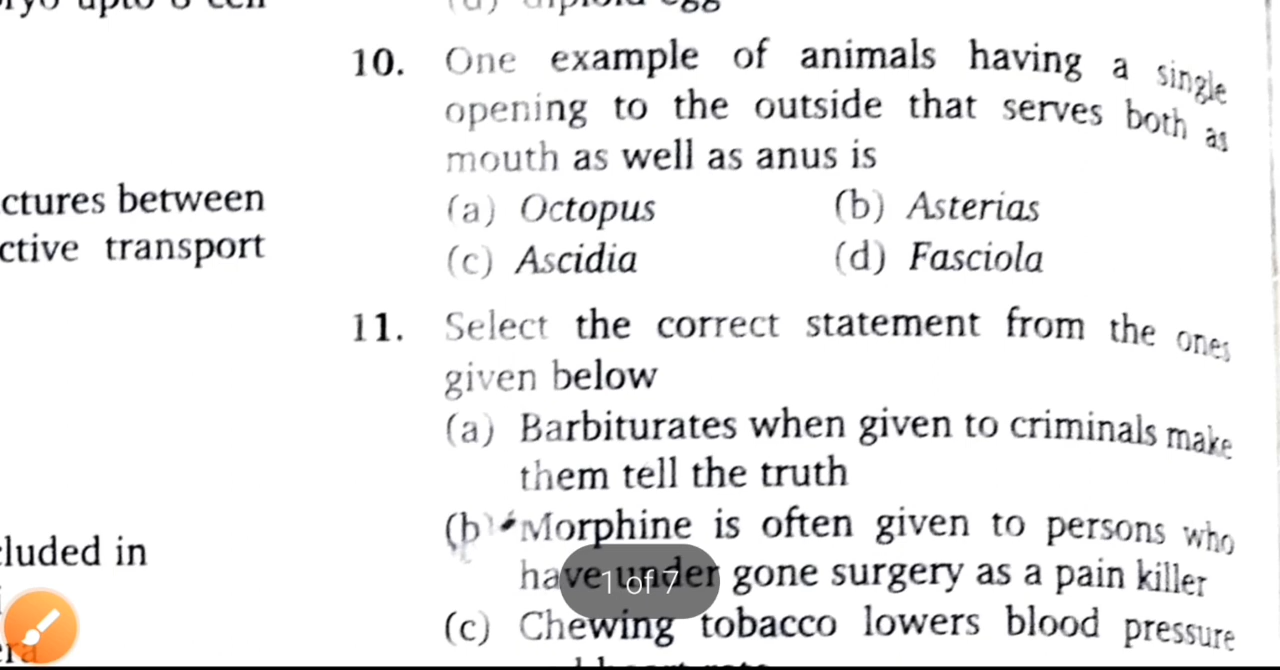 ctures between
ctive transport
cluded in
10. One example of animals having a single
opening to the outside that serves both as
mouth as well as anus is
(a) Octopus (b) Asterias
(c) Ascidia (d) Fasciola
11. Select the correct statement from the ones
given below
(a) Barbiturates when given to criminals make
them tell the truth
(b) Morphine is often given to persons who
have under gone surgery as a pain killer
1 of 7
(c) Chewing tobacco lowers blood pressure